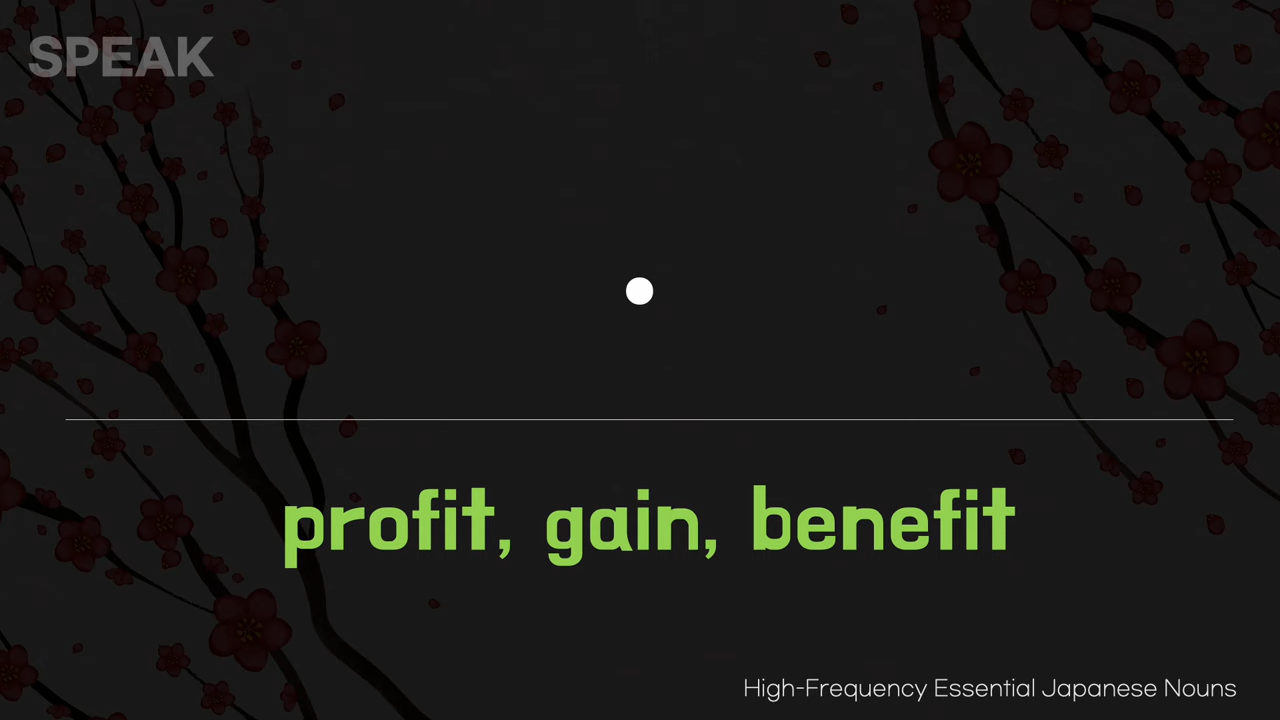 SPEAK
profit, gain, benefit
High-Frequency Essential Japanese Nouns